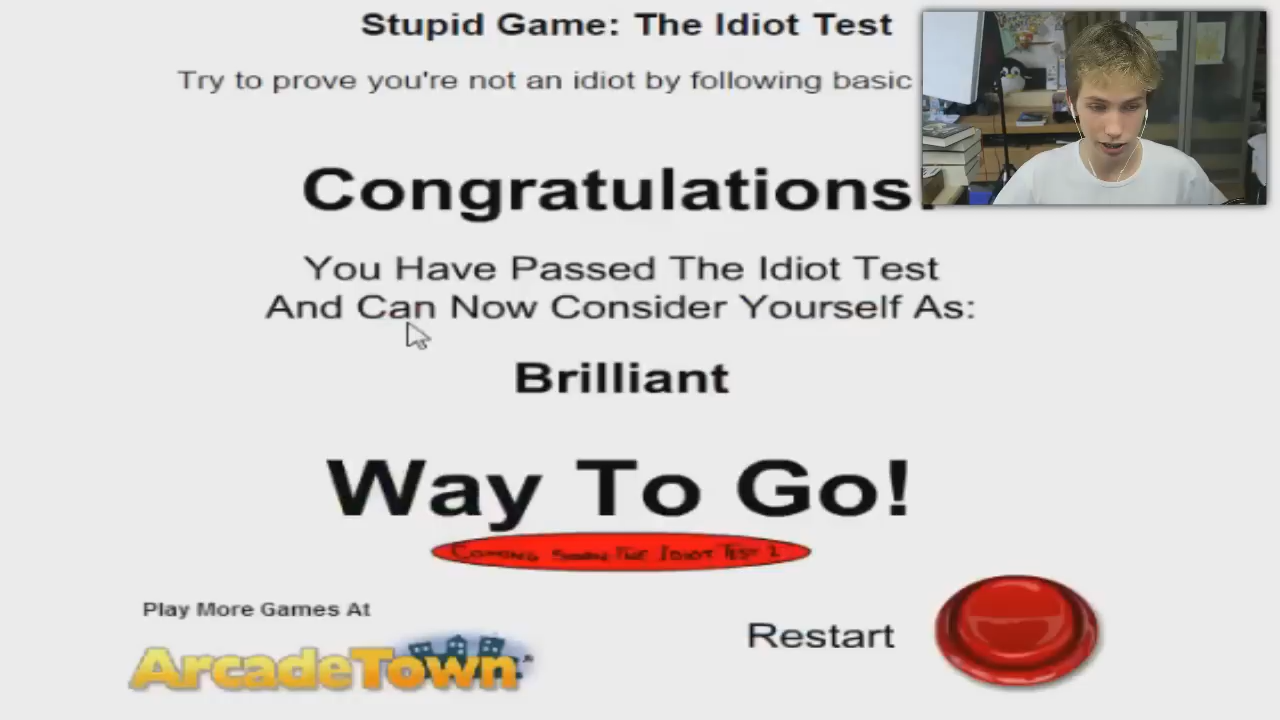 Stupid Game: The Idiot Test
Try to prove you're not an idiot by following basic
Congratulations!
You Have Passed The Idiot Test
And Can Now Consider Yourself As:
Brilliant
Way To Go!
Coming Soon The Idiot Test 2
Play More Games At
ArcadeTown
Restart